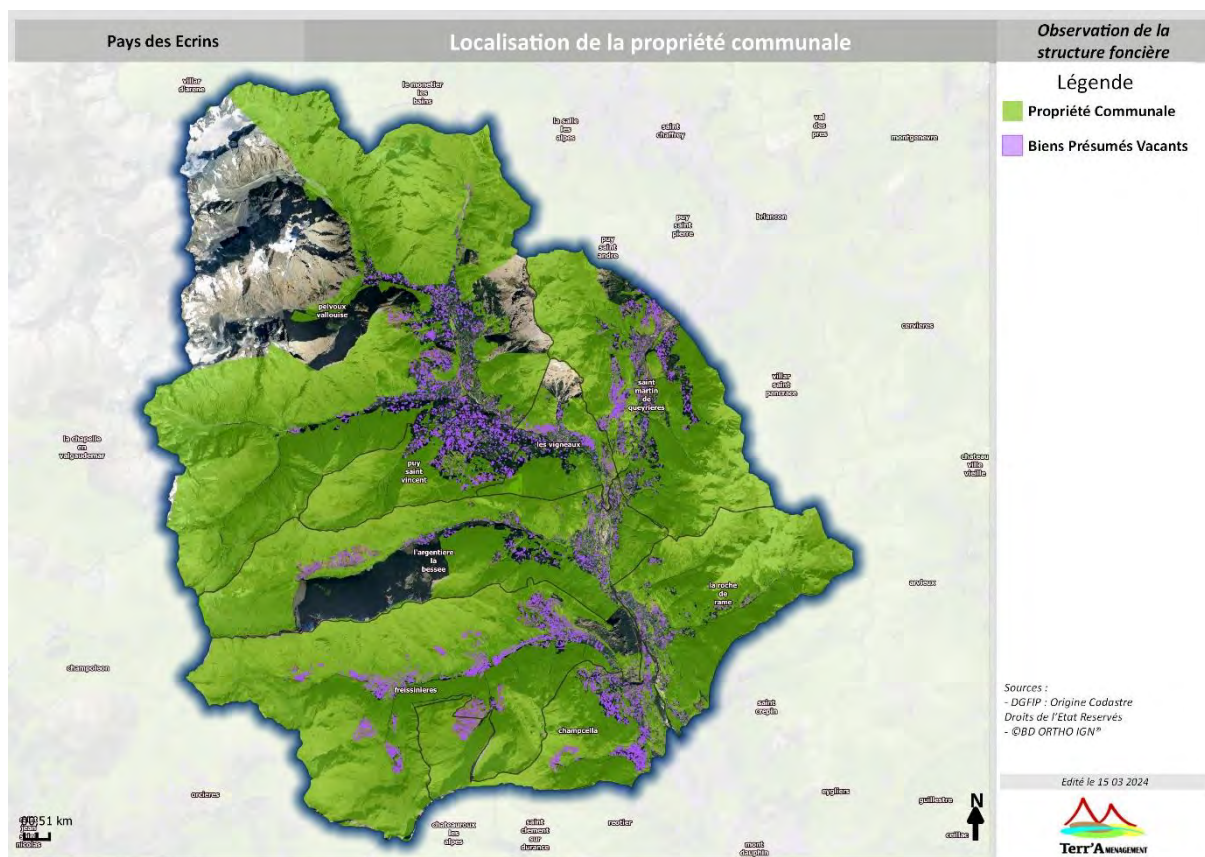 Pays des Ecrins
Localisation de la propriété communale
Observation de la
structure foncière
Légende
Propriété Communale
Biens Présumés Vacants
villar
d'arene
le monetier
les
bains
la salle
les
alpes
saint
chaffrey
val
des
pres
montgenevre
puy
saint
pierre
briancon
puy
saint
andre
cervieres
pelvoux
vallouise
villar
saint
pancrace
saint
martin
de
queyrieres
la chapelle
en
valgaudemar
les vigneaux
chateau
ville
vieille
puy
saint
vincent
l'argentiere
la
bessee
arvieux
la roche
de
rame
champoleon
freissinieres
saint
crepin
champcella
orcieres
eygliers
guillestre
chateauroux
les
alpes
saint
clement
sur
durance
mont
dauphin
ceillac
jean
nicolas
km
N
Sources :
- DGFIP : Origine Cadastre
Droits de l'Etat Reservés
- ©BD ORTHO IGN®
Edité le 15 03 2024
Terr'AMENAGEMENT